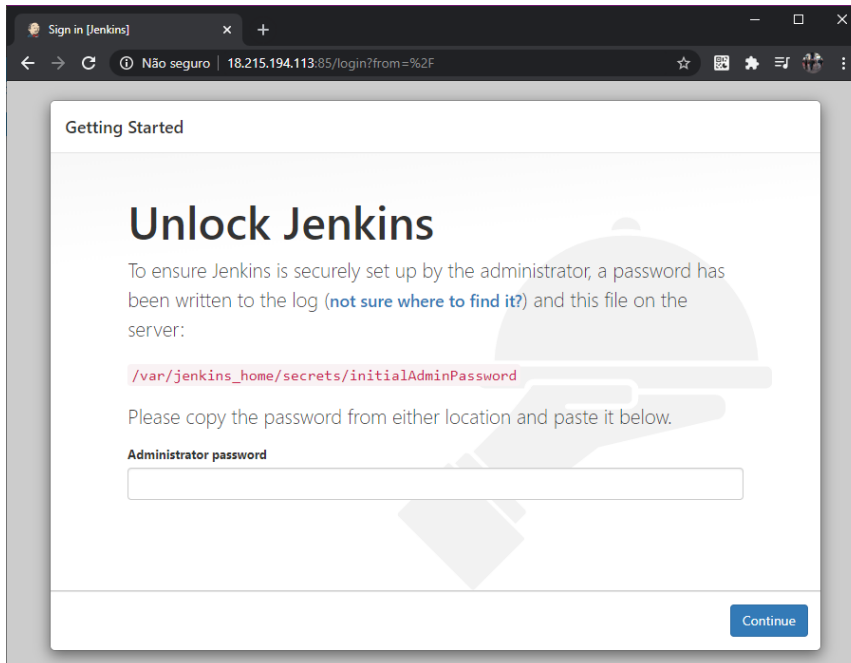 Sign in [Jenkins]
Não seguro | 18.215.194.113:85/login?from=%2F
Getting Started
Unlock Jenkins
To ensure Jenkins is securely set up by the administrator, a password has
been written to the log (not sure where to find it?) and this file on the
server:
/var/jenkins_home/secrets/initialAdminPassword
Please copy the password from either location and paste it below.
Administrator password
Continue